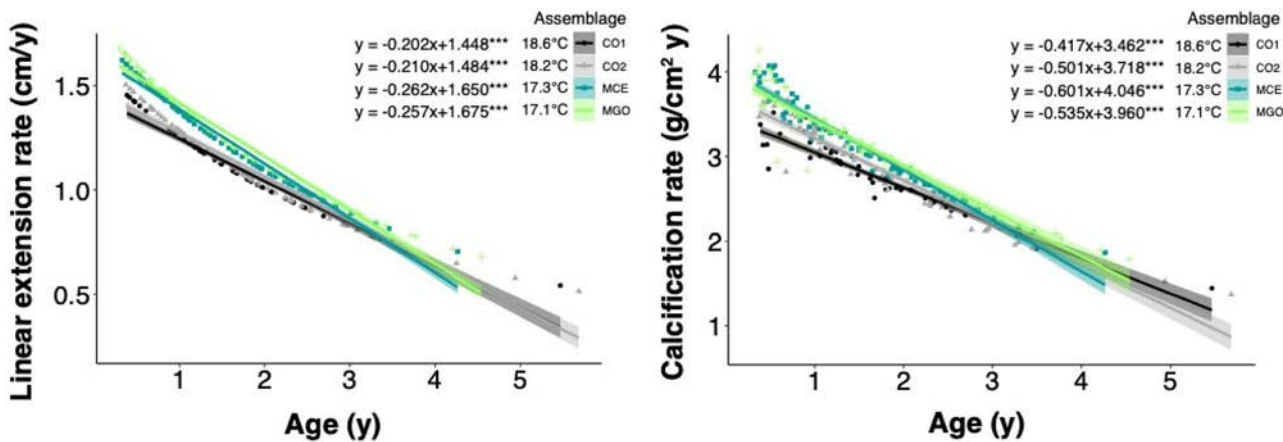 Assemblage
y = -0.202x+1.448*** 18.6°C CO1
y = -0.210x+1.484*** 18.2°C CO2
y = -0.262x+1.650*** 17.3°C MCE
y = -0.257x+1.675*** 17.1°C MGO
Linear extension rate (cm/y)
1.5
1.0
0.5
1 2 3 4 5
Age (y)
Assemblage
y = -0.417x+3.462*** 18.6°C CO1
y = -0.501x+3.718*** 18.2°C CO2
y = -0.601x+4.046*** 17.3°C MCE
y = -0.535x+3.960*** 17.1°C MGO
Calcification rate (g/cm² y)
4
3
2
1
1 2 3 4 5
Age (y)